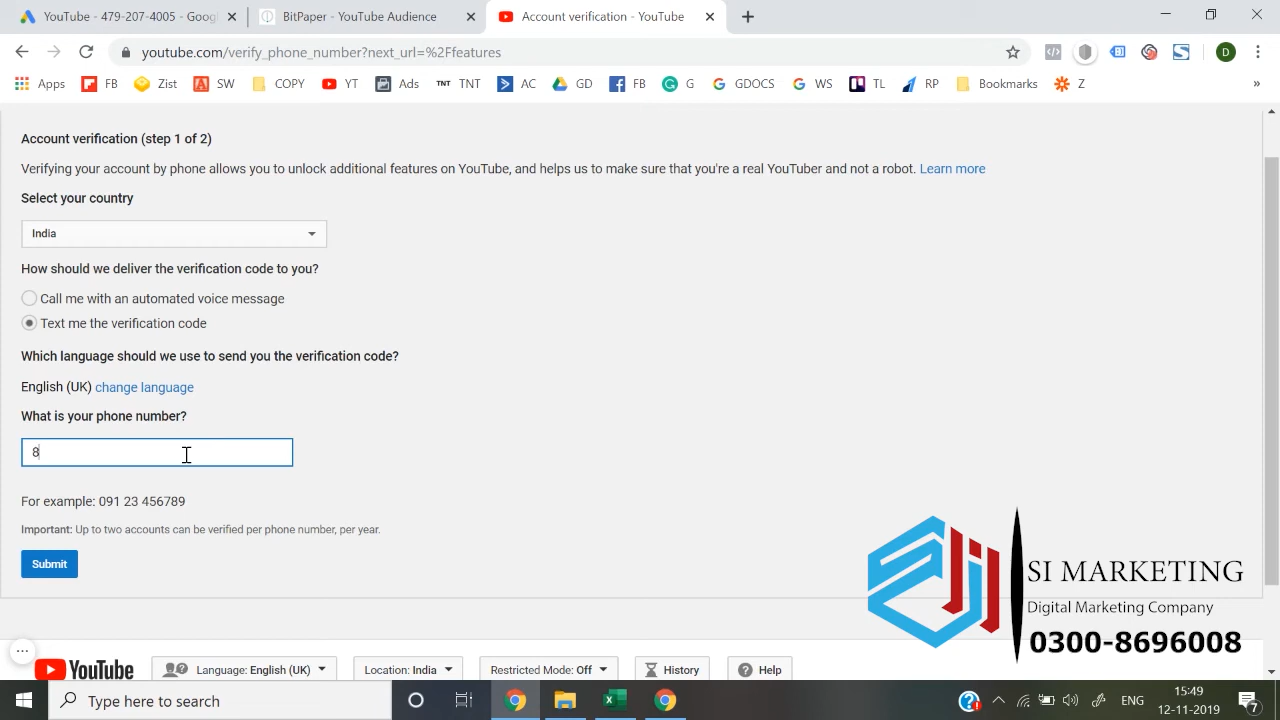 YouTube - 479-207-4005 - Googl
BitPaper - YouTube Audience
Account verification - YouTube
youtube.com/verify_phone_number?next_url=%2Ffeatures
D
Apps FB Zist SW COPY YT Ads TNT TNT AC GD FB G GDOCS WS TL RP Bookmarks Z »
Account verification (step 1 of 2)
Verifying your account by phone allows you to unlock additional features on YouTube, and helps us to make sure that you're a real YouTuber and not a robot. Learn more
Select your country
India
How should we deliver the verification code to you?
Call me with an automated voice message
Text me the verification code
Which language should we use to send you the verification code?
English (UK) change language
What is your phone number?
8
For example: 091 23 456789
Important: Up to two accounts can be verified per phone number, per year.
Submit
SI MARKETING
Digital Marketing Company
0300-8696008
YouTube Language: English (UK) Location: India Restricted Mode: Off History Help
Type here to search
ENG
15:49
12-11-2019
7